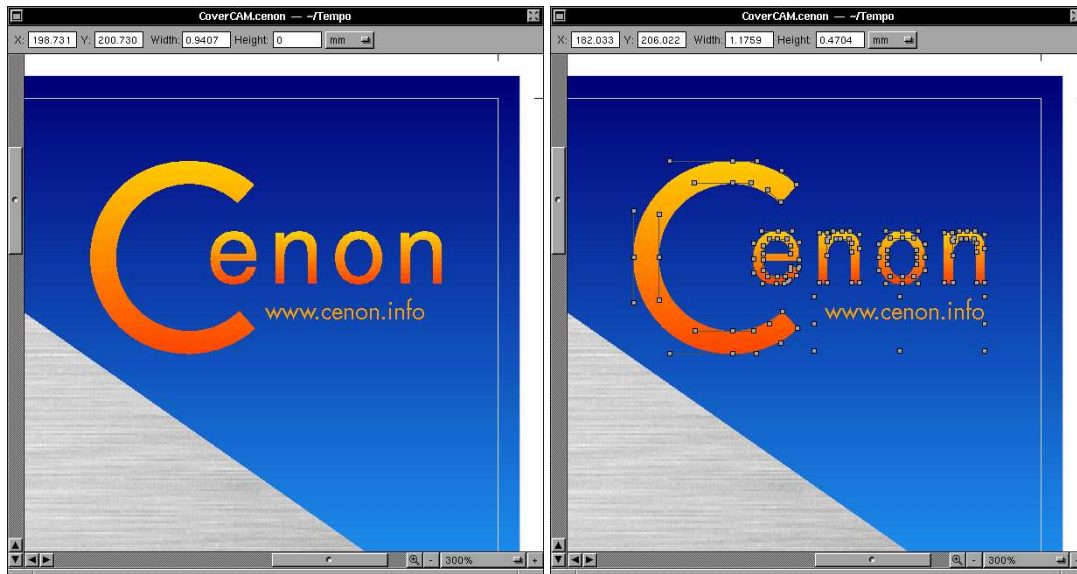 CoverCAM.cenon — ~/Tempo
X: 198.731 Y: 200.730 Width: 0.9407 Height: 0 mm
Cenon
www.cenon.info
300%
CoverCAM.cenon — ~/Tempo
X: 182.033 Y: 206.022 Width: 1.1759 Height: 0.4704 mm
Cenon
www.cenon.info
300%